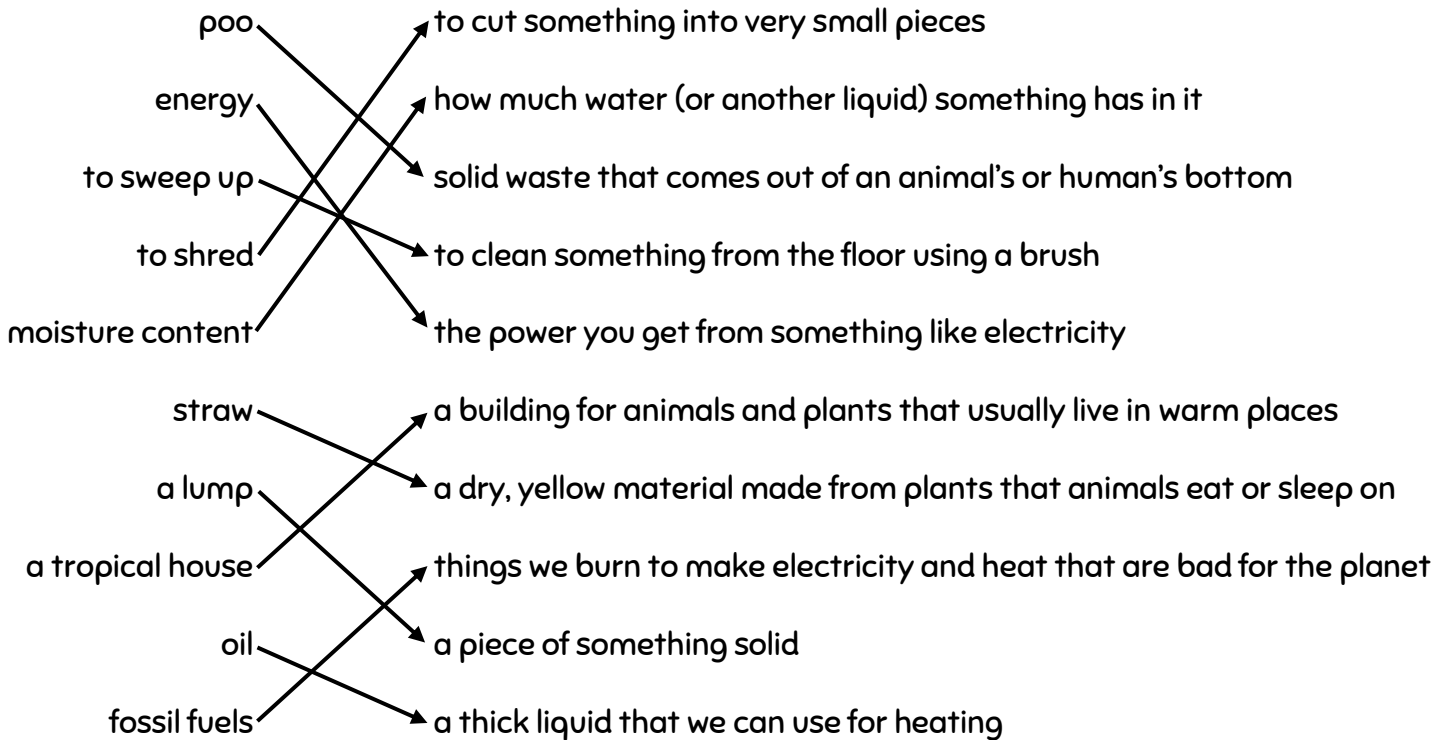 poo to cut something into very small pieces
energy how much water (or another liquid) something has in it
to sweep up solid waste that comes out of an animal’s or human’s bottom
to shred to clean something from the floor using a brush
moisture content the power you get from something like electricity
straw a building for animals and plants that usually live in warm places
a lump a dry, yellow material made from plants that animals eat or sleep on
a tropical house things we burn to make electricity and heat that are bad for the planet
oil a piece of something solid
fossil fuels a thick liquid that we can use for heating